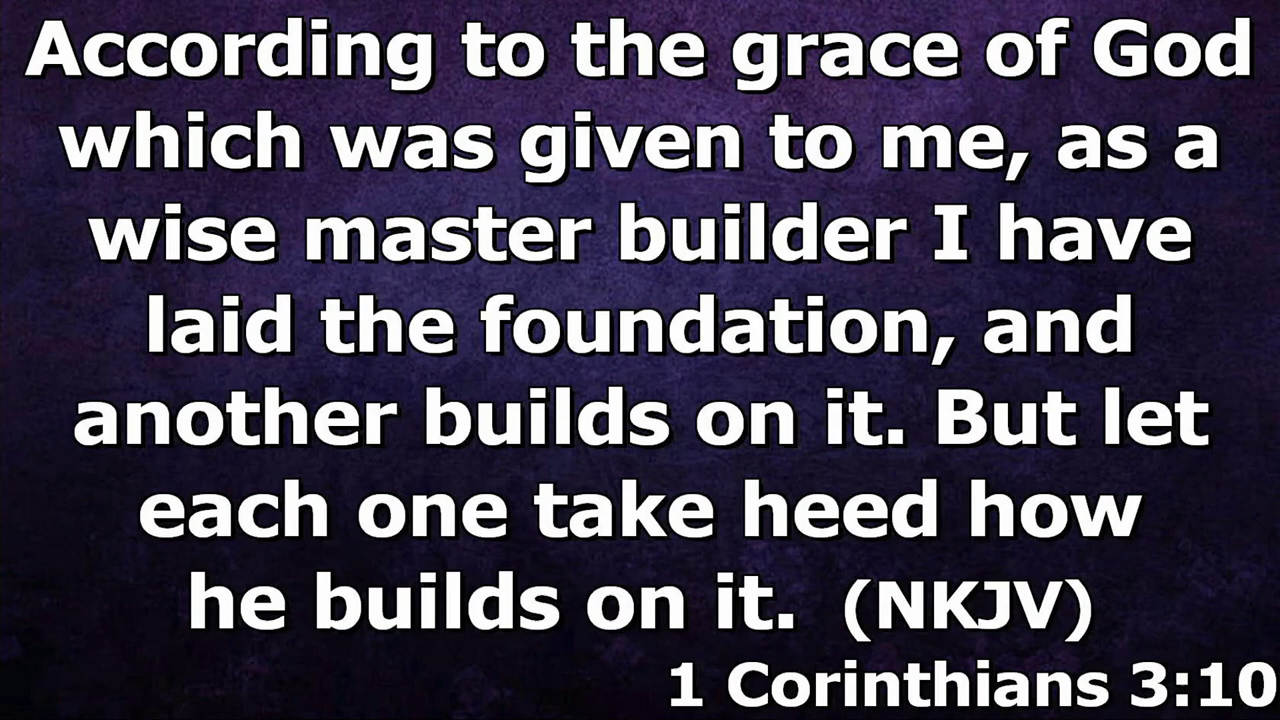 According to the grace of God
which was given to me, as a
wise master builder I have
laid the foundation, and
another builds on it. But let
each one take heed how
he builds on it.  (NKJV)
1 Corinthians 3:10